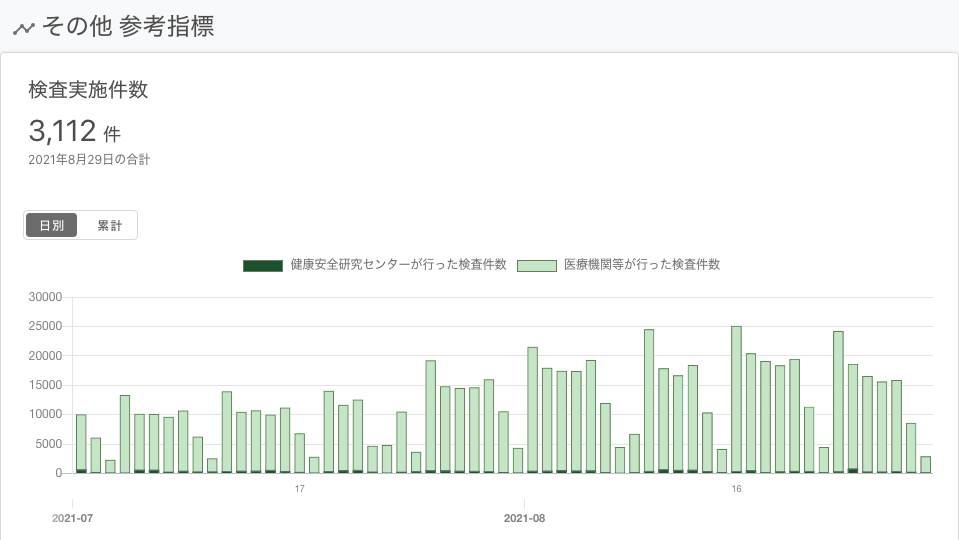 その他 参考指標
検査実施件数
3,112 件
2021年8月29日の合計
日別 累計
健康安全研究センターが行った検査件数 医療機関等が行った検査件数
30000
25000
20000
15000
10000
5000
0
17 16
2021-07 2021-08